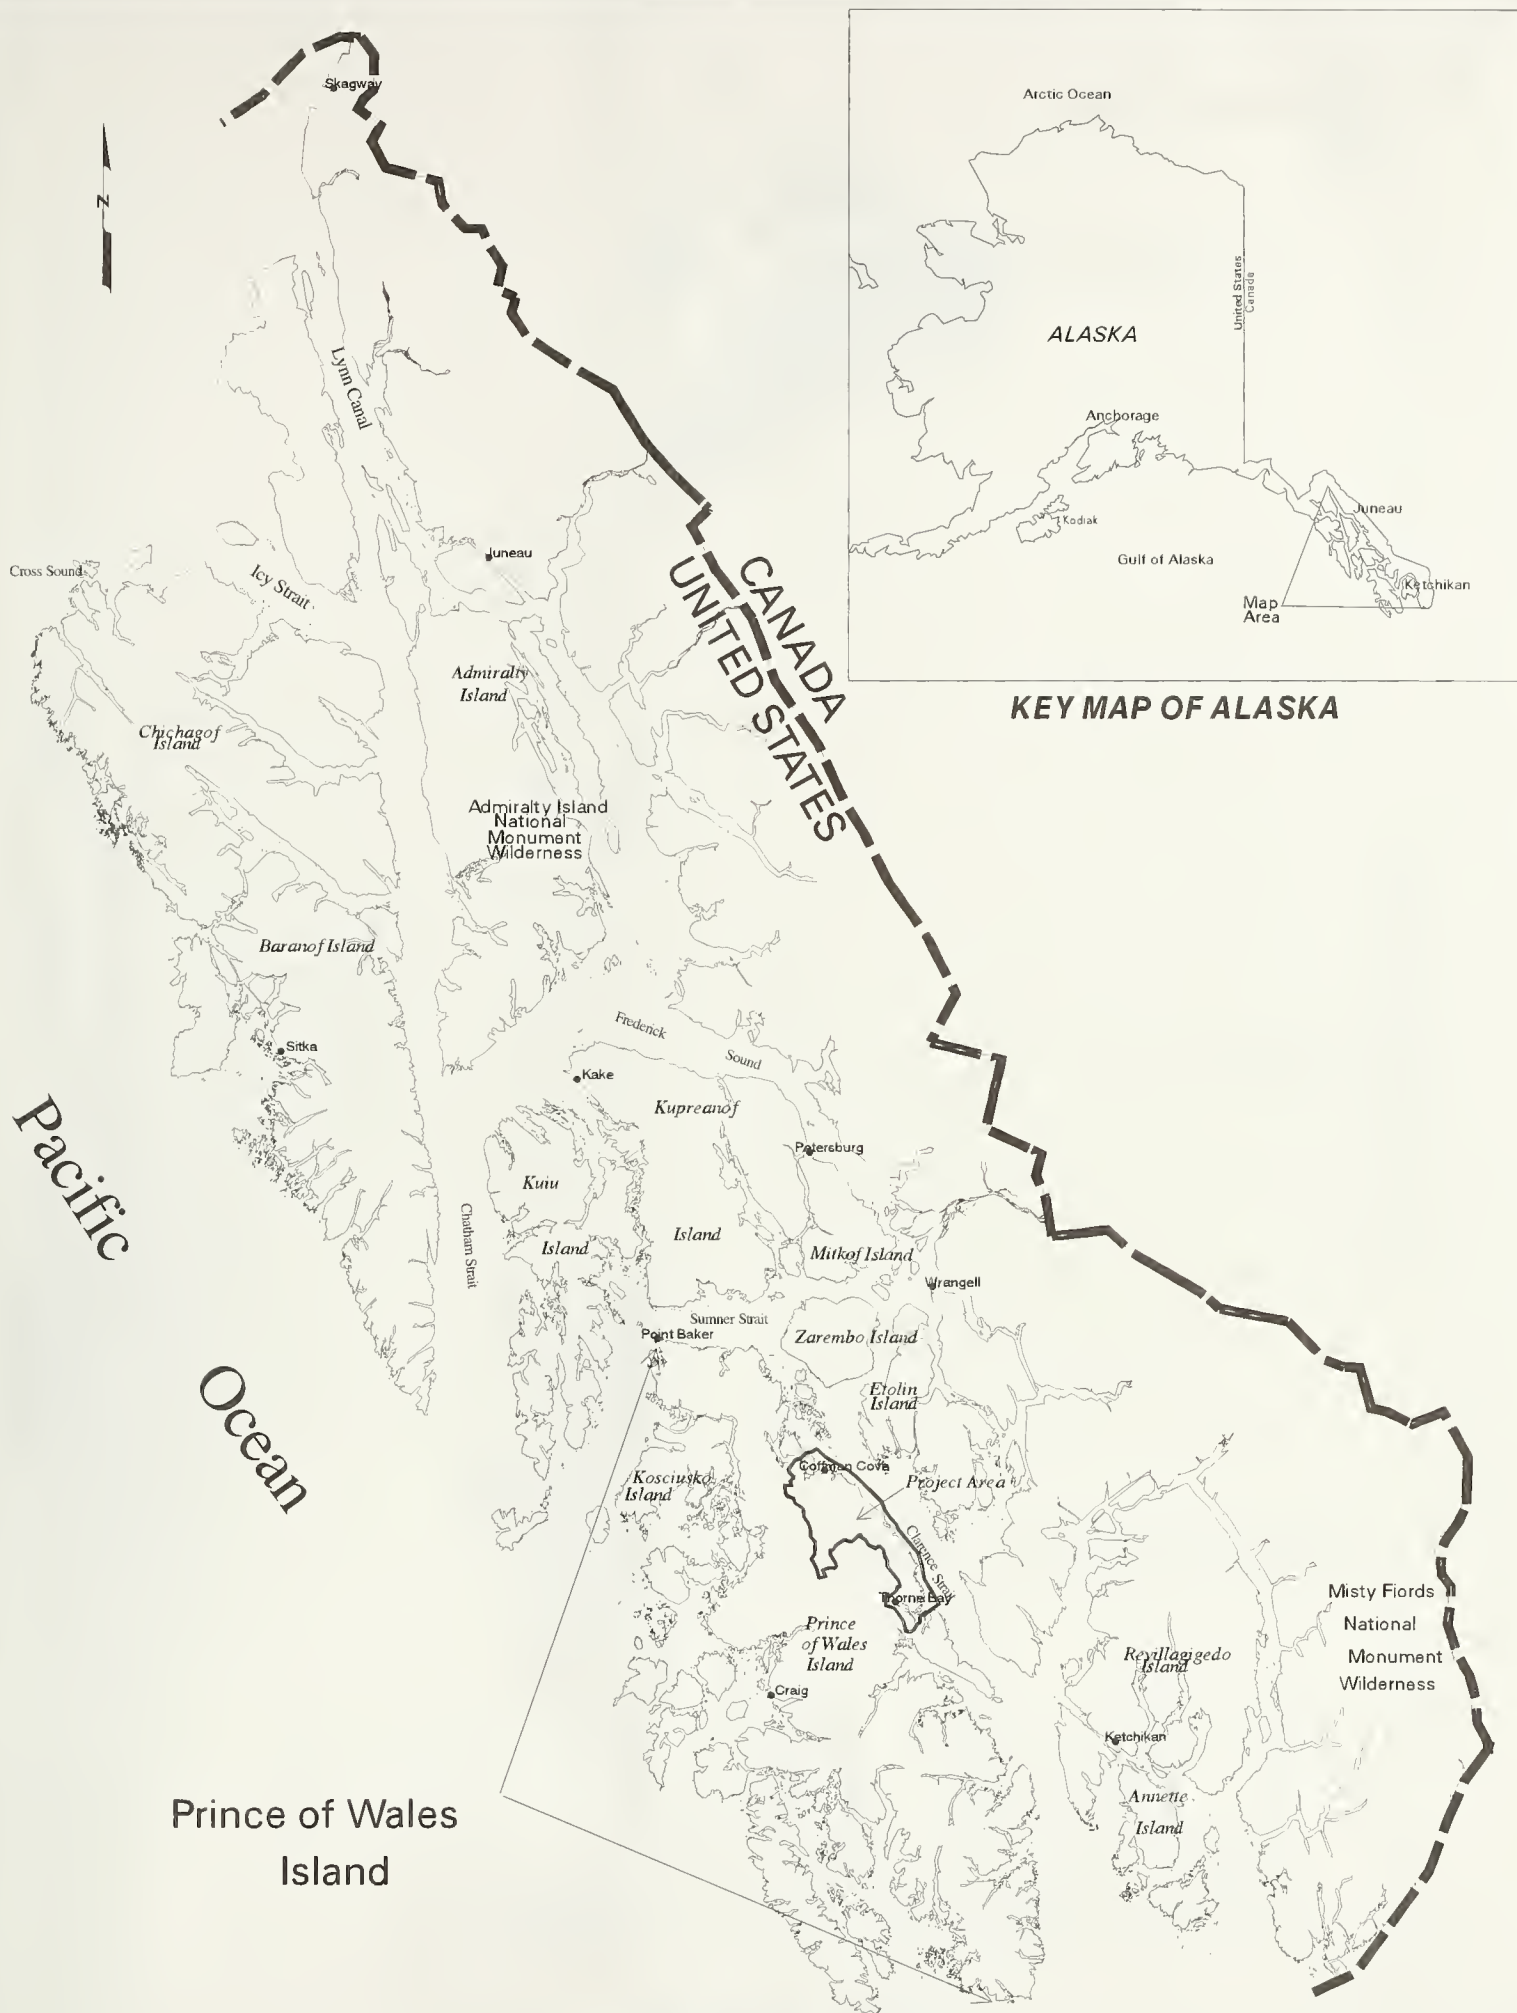 Skagway
N
Arctic Ocean
United States
Canada
ALASKA
Anchorage
Kodiak
Juneau
Gulf of Alaska
Ketchikan
Map
Area
KEY MAP OF ALASKA
Lynn Canal
Juneau
Cross Sound
Icy Strait
CANADA
UNITED STATES
Admiralty
Island
Chichagof
Island
Admiralty Island
National
Monument
Wilderness
Baranof Island
Sitka
Frederick
Sound
Kake
Kupreanof
Pacific
Petersburg
Kuiu
Chatham Strait
Island
Island
Mitkof Island
Wrangell
Sumner Strait
Point Baker
Zarembo Island
Ocean
Etolin
Island
Coffman Cove
Kosciusko
Island
Project Area
Clarence Strait
Thorne Bay
Misty Fiords
National
Monument
Wilderness
Prince
of Wales
Island
Revillagigedo
Island
Craig
Ketchikan
Annette
Island
Prince of Wales
Island